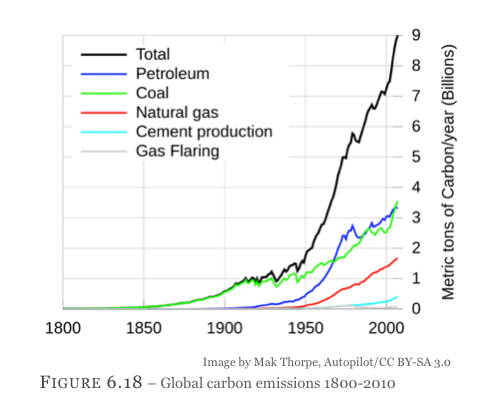 Total
Petroleum
Coal
Natural gas
Cement production
Gas Flaring
9
8
7
6
5
4
3
2
1
0
Metric tons of Carbon/year (Billions)
1800 1850 1900 1950 2000
Image by Mak Thorpe, Autopilot/CC BY-SA 3.0
FIGURE 6.18 – Global carbon emissions 1800-2010